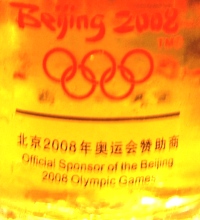 Beijing 2008
TM
北京2008年奥运会赞助商
Official Sponsor of the Beijing
2008 Olympic Games